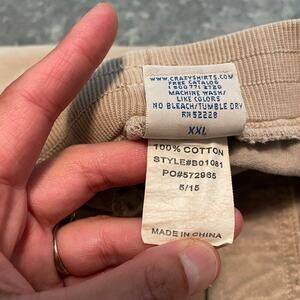 WWW.CRAZYSHIRTS.COM
FREE CATALOG
1 800 771 2720
MACHINE WASH/
LIKE COLORS
NO BLEACH/TUMBLE DRY
RN 52228
XXL
100% COTTON
STYLE#B01081
PO#572965
5/15
MADE IN CHINA